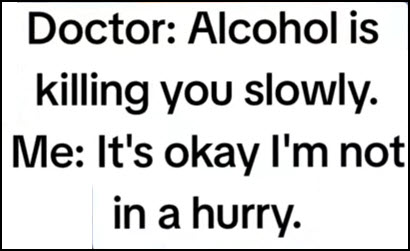 Doctor: Alcohol is
killing you slowly.
Me: It's okay I'm not
in a hurry.